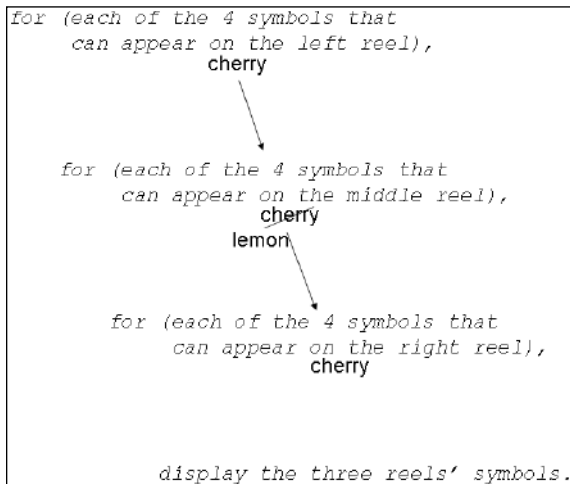 for (each of the 4 symbols that
can appear on the left reel),
cherry
for (each of the 4 symbols that
can appear on the middle reel),
cherry
lemon
for (each of the 4 symbols that
can appear on the right reel),
cherry
display the three reels' symbols.